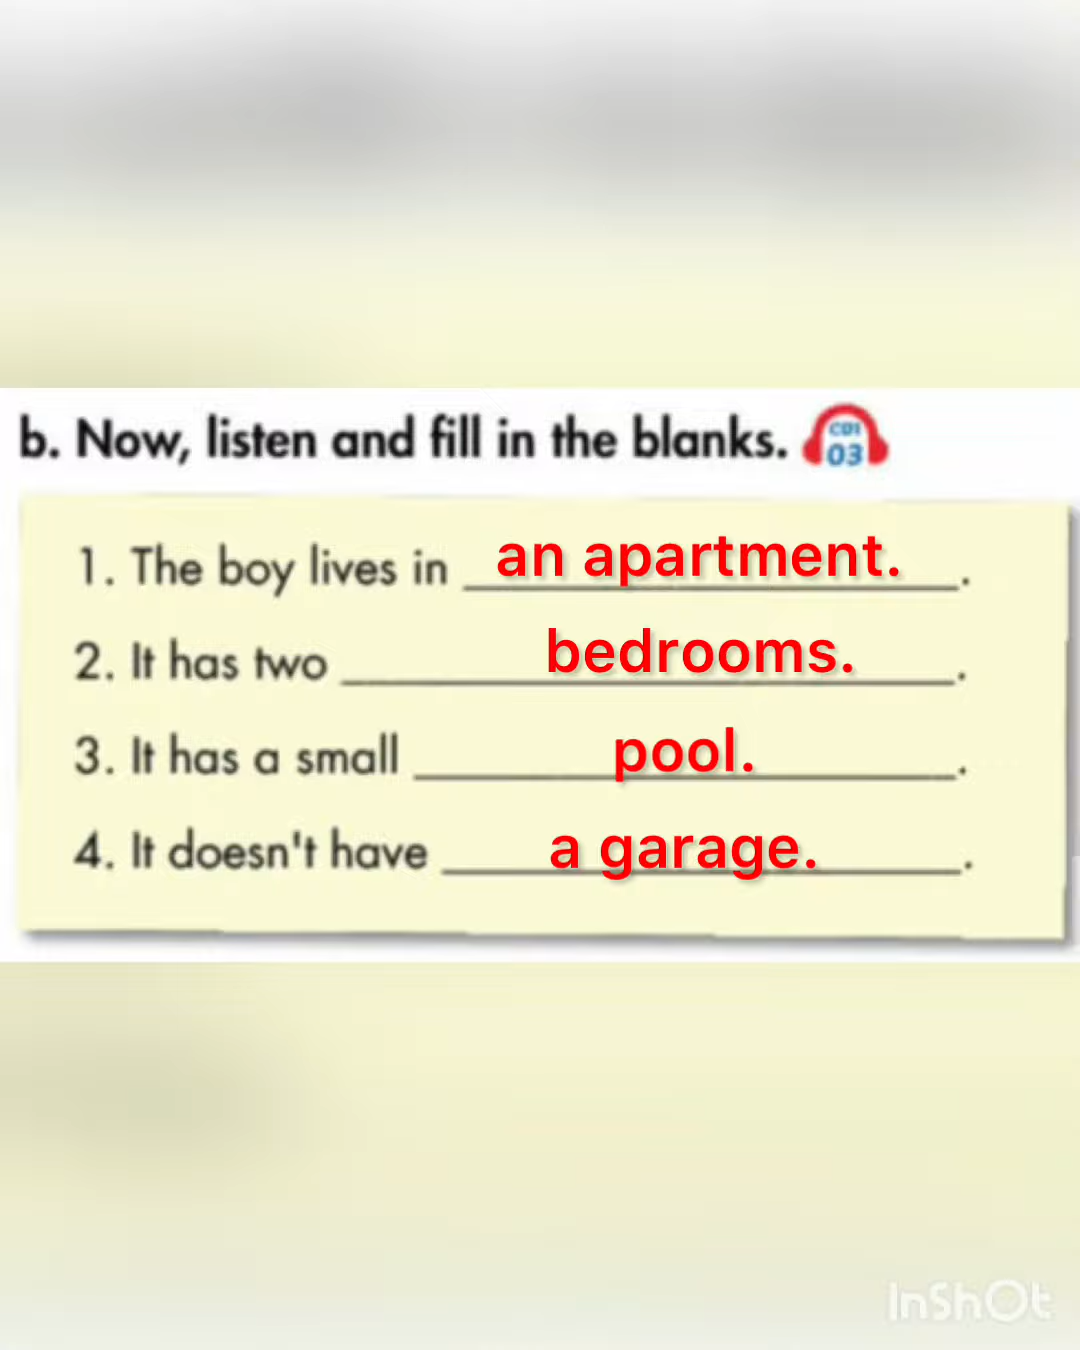 b. Now, listen and fill in the blanks. CD1 03
1. The boy lives in an apartment. .
2. It has two bedrooms. .
3. It has a small pool. .
4. It doesn't have a garage. .
InShOt